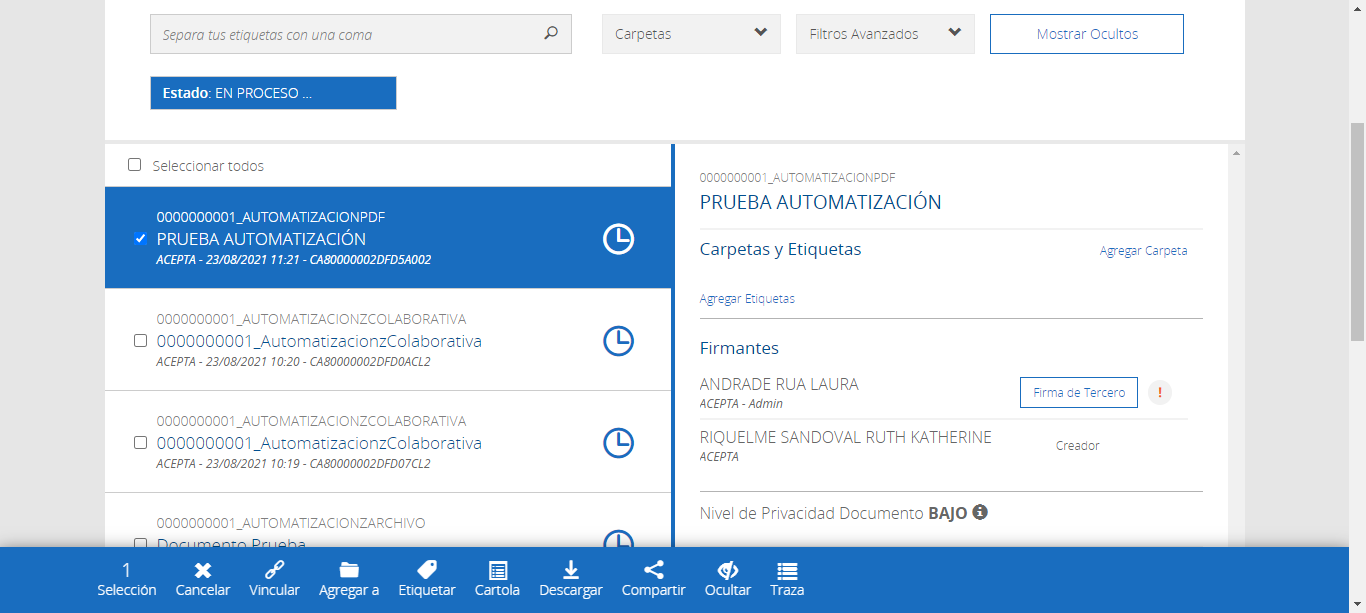 Separa tus etiquetas con una coma
Carpetas
Filtros Avanzados
Mostrar Ocultos
Estado: EN PROCESO ...
Seleccionar todos
0000000001_AUTOMATIZACIONPDF
PRUEBA AUTOMATIZACIÓN
ACEPTA - 23/08/2021 11:21 - CA80000002DFD5A002
0000000001_AUTOMATIZACIONZCOLABORATIVA
0000000001_AutomatizacionzColaborativa
ACEPTA - 23/08/2021 10:20 - CA80000002DFD0ACL2
0000000001_AUTOMATIZACIONZCOLABORATIVA
0000000001_AutomatizacionzColaborativa
ACEPTA - 23/08/2021 10:19 - CA80000002DFD07CL2
0000000001_AUTOMATIZACIONZARCHIVO
Documento Prueba
0000000001_AUTOMATIZACIONPDF
PRUEBA AUTOMATIZACIÓN
Carpetas y Etiquetas
Agregar Carpeta
Agregar Etiquetas
Firmantes
ANDRADE RUA LAURA
ACEPTA - Admin
Firma de Tercero
!
RIQUELME SANDOVAL RUTH KATHERINE
ACEPTA
Creador
Nivel de Privacidad Documento BAJO
1
Selección
Cancelar
Vincular
Agregar a
Etiquetar
Cartola
Descargar
Compartir
Ocultar
Traza